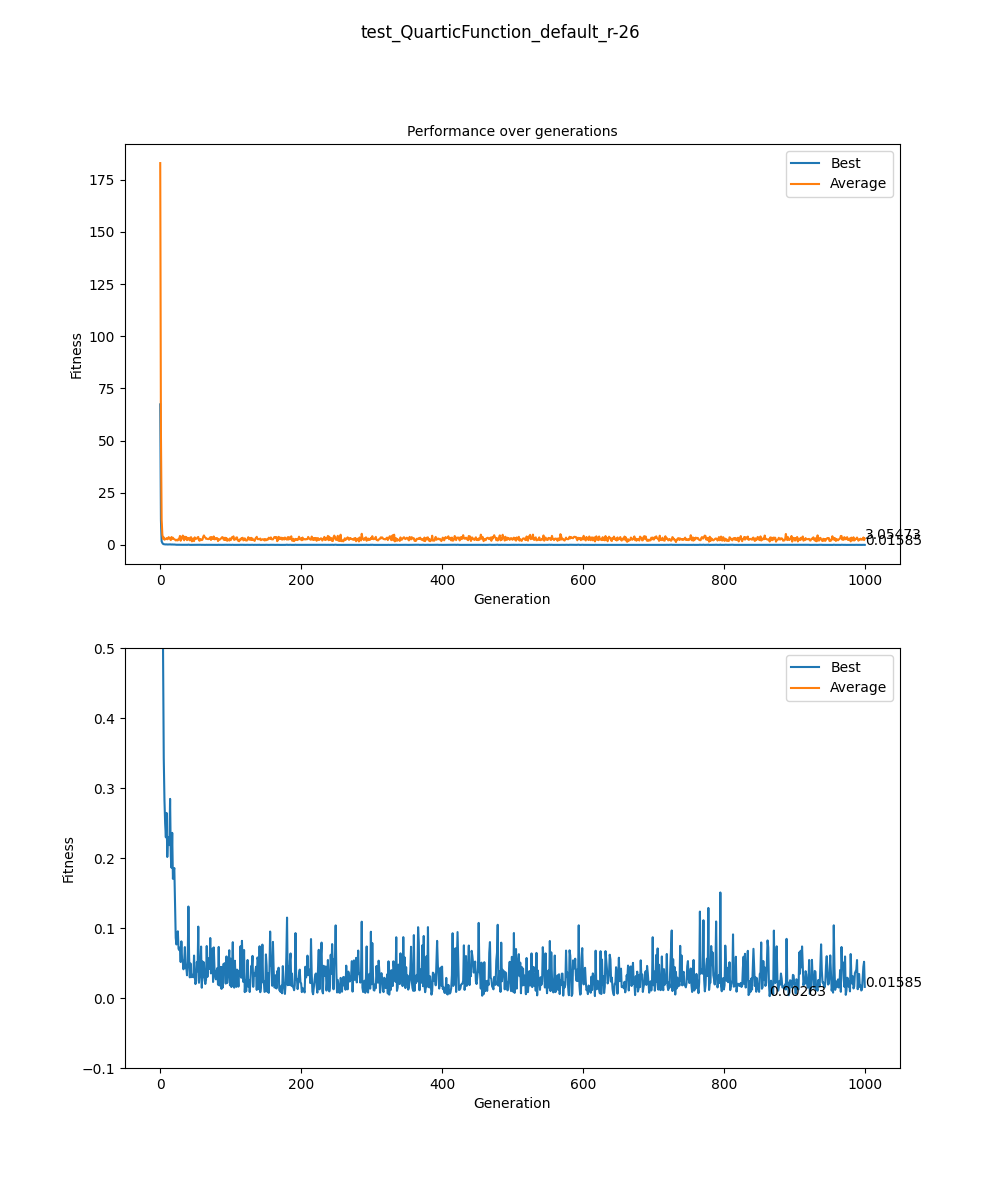 test_QuarticFunction_default_r-26
Performance over generations
Best
Average
175
150
125
100
75
50
25
0
Fitness
3.05473
0.01585
0 200 400 600 800 1000
Generation
Best
Average
0.5
0.4
0.3
0.2
0.1
0.0
−0.1
Fitness
0.01585
0.00263
0 200 400 600 800 1000
Generation